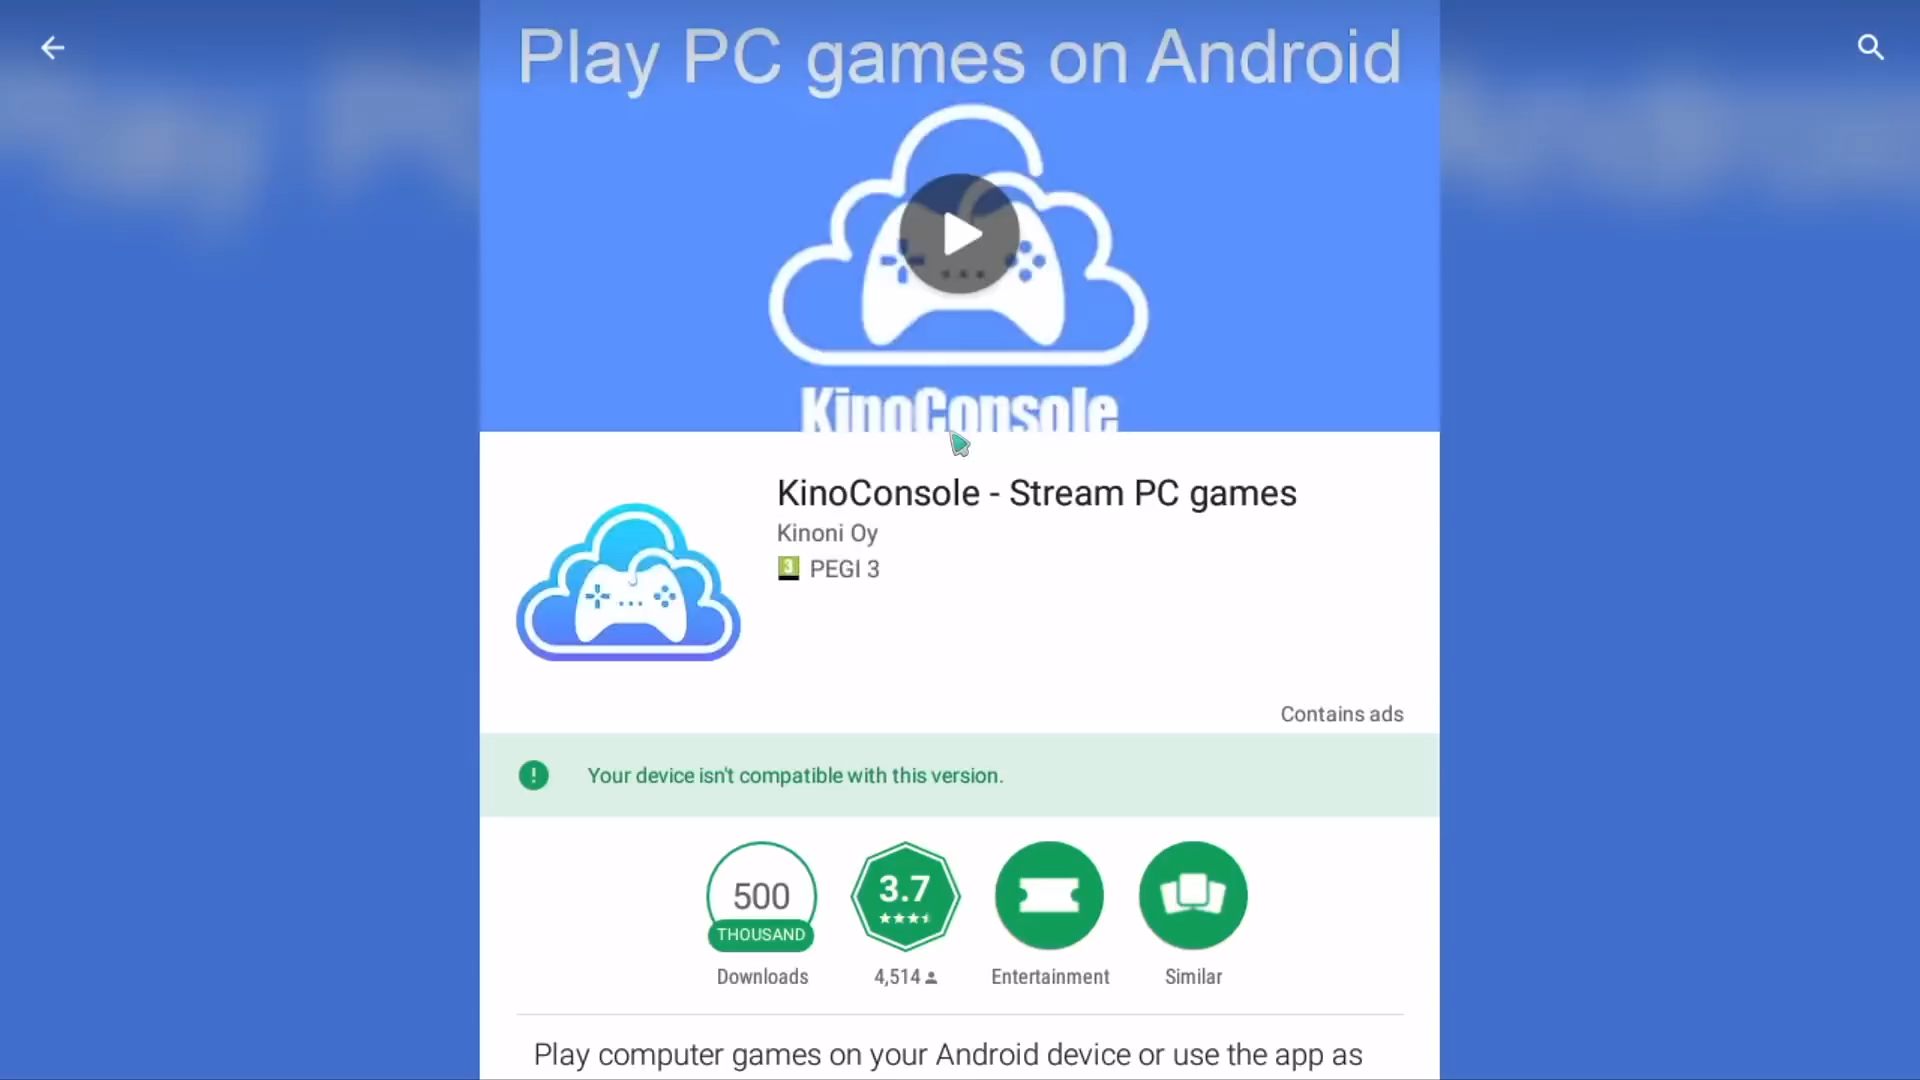 Play PC games on Android
KinoConsole
KinoConsole - Stream PC games
Kinoni Oy
3 PEGI 3
Contains ads
! Your device isn't compatible with this version.
500
THOUSAND
3.7
Downloads
4,514
Entertainment
Similar
Play computer games on your Android device or use the app as